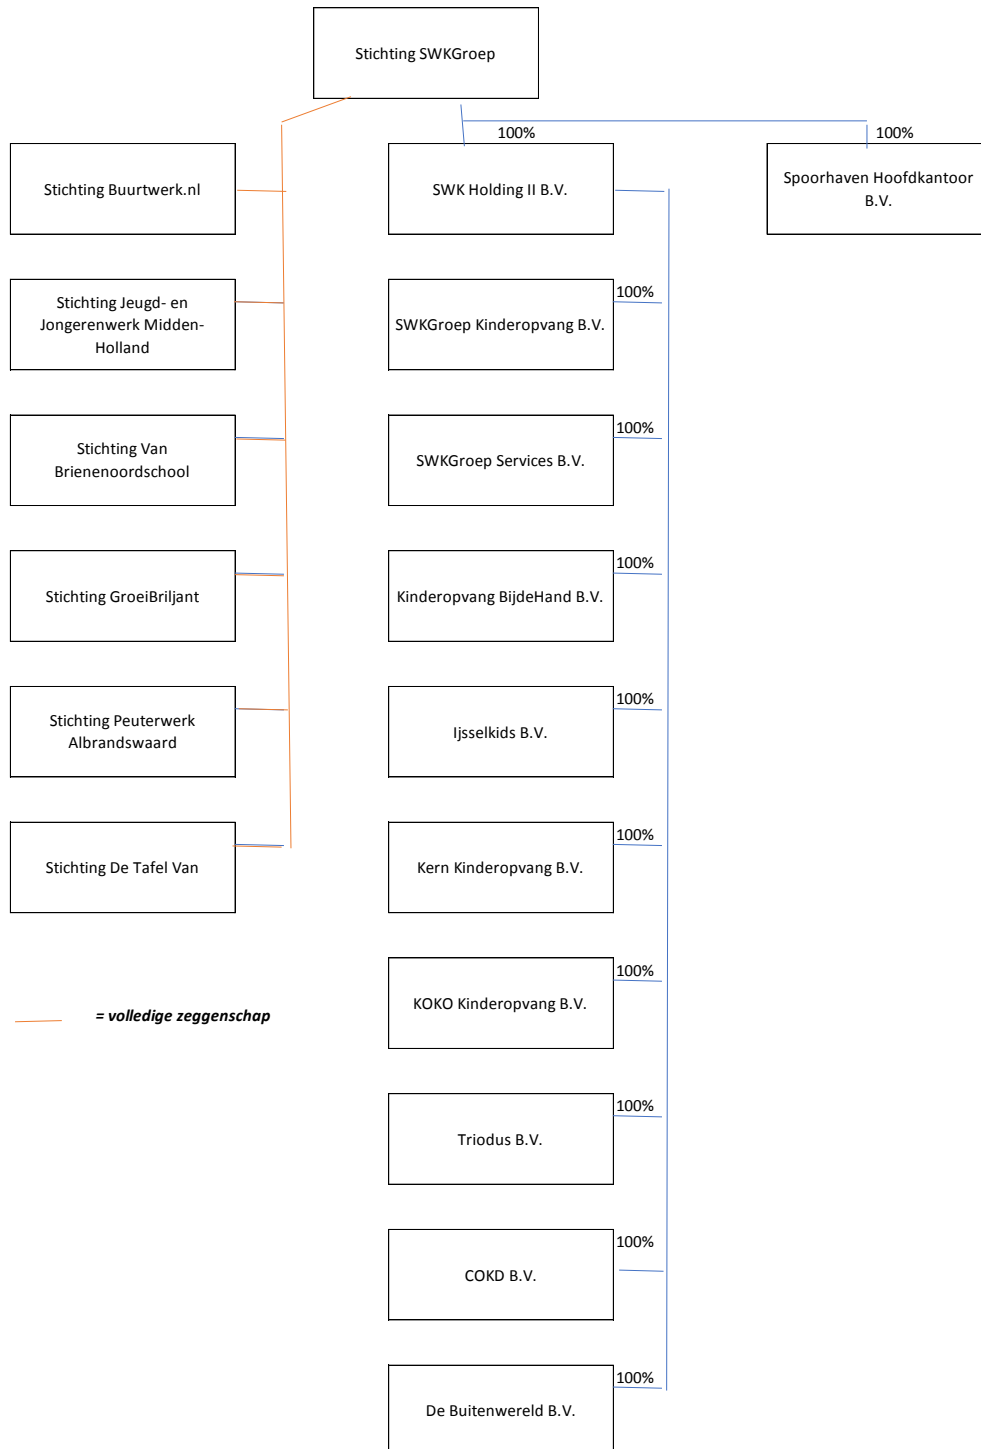 Stichting SWKGroep
100%
100%
Stichting Buurtwerk.nl
SWK Holding II B.V.
Spoorhaven Hoofdkantoor
B.V.
Stichting Jeugd- en
Jongerenwerk Midden-
Holland
100%
SWKGroep Kinderopvang B.V.
Stichting Van
Brienenoordschool
100%
SWKGroep Services B.V.
Stichting GroeiBriljant
100%
Kinderopvang BijdeHand B.V.
Stichting Peuterwerk
Albrandswaard
100%
Ijsselkids B.V.
Stichting De Tafel Van
100%
Kern Kinderopvang B.V.
= volledige zeggenschap
100%
KOKO Kinderopvang B.V.
100%
Triodus B.V.
100%
COKD B.V.
100%
De Buitenwereld B.V.